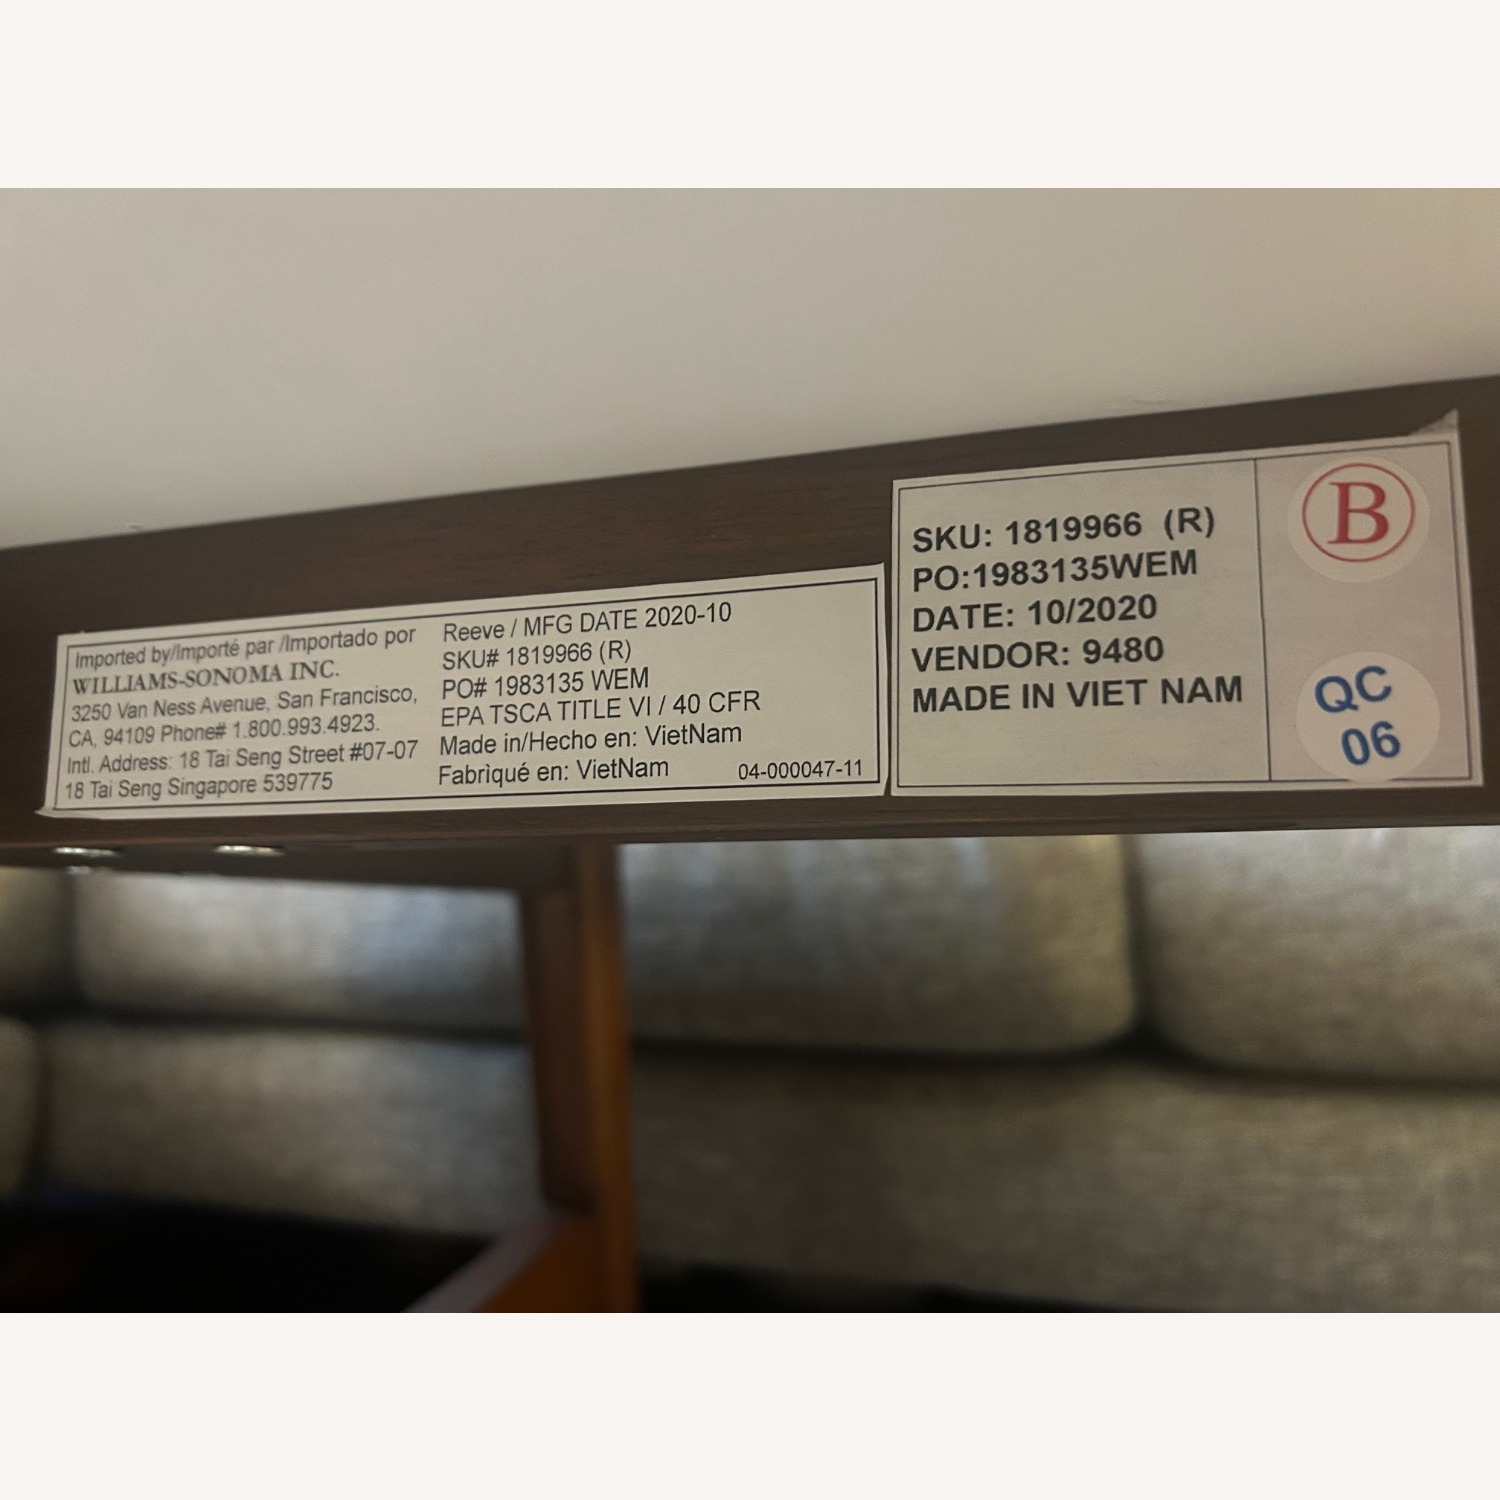 Imported by/Importé par /Importado por
WILLIAMS-SONOMA INC.
3250 Van Ness Avenue, San Francisco,
CA, 94109 Phone# 1.800.993.4923.
Intl. Address: 18 Tai Seng Street #07-07
18 Tai Seng Singapore 539775
Reeve / MFG DATE 2020-10
SKU# 1819966 (R)
PO# 1983135 WEM
EPA TSCA TITLE VI / 40 CFR
Made in/Hecho en: VietNam
Fabriqué en: VietNam
04-000047-11
SKU: 1819966 (R)
PO:1983135WEM
DATE: 10/2020
VENDOR: 9480
MADE IN VIET NAM
B
QC
06